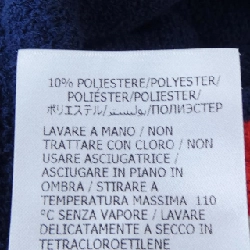 10% POLIESTERE/POLYESTER/
POLIÉSTER/POLIESTER/
ポリエステル/بوليستر/ПОЛИЭСТЕР
LAVARE A MANO / NON
TRATTARE CON CLORO / NON
USARE ASCIUGATRICE /
ASCIUGARE IN PIANO IN
OMBRA / STIRARE A
TEMPERATURA MASSIMA 110
°C SENZA VAPORE / LAVARE
DELICATAMENTE A SECCO IN
TETRACLOROETILENE